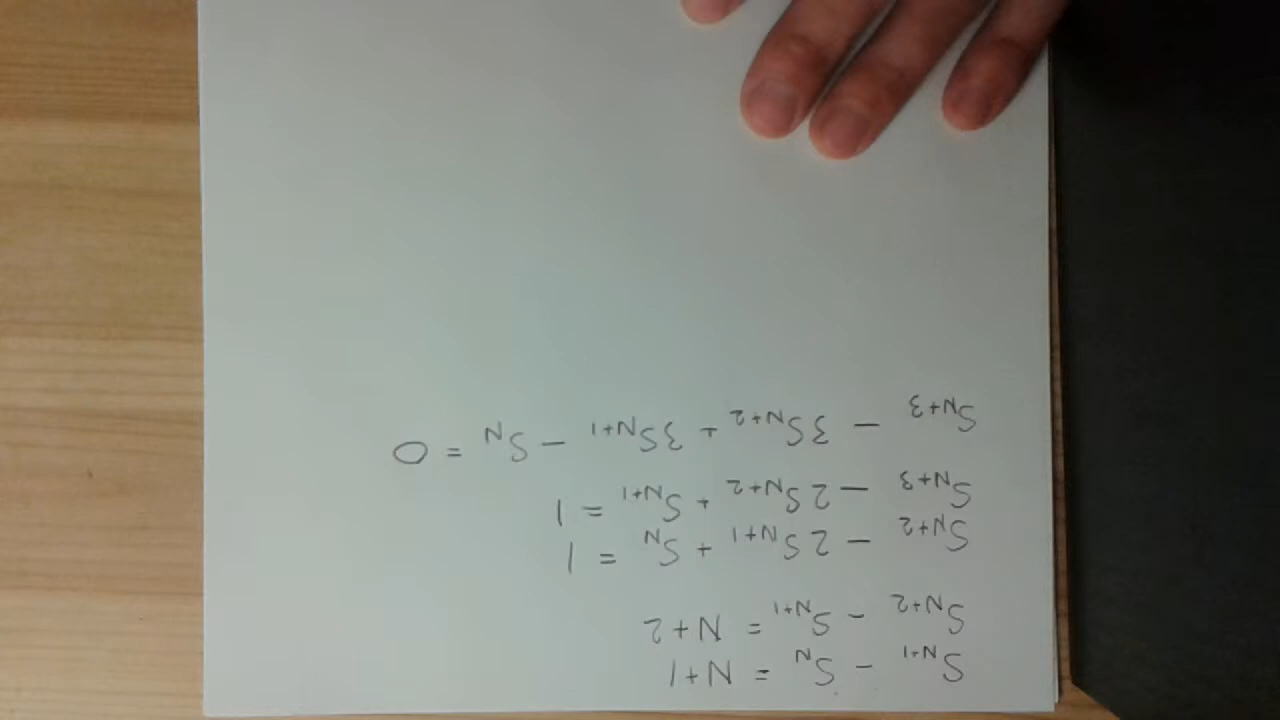 S_{N+1} - S_N = N+1
S_{N+2} - S_{N+1} = N+2
S_{N+2} - 2S_{N+1} + S_N = 1
S_{N+3} - 2S_{N+2} + S_{N+1} = 1
S_{N+3} - 3S_{N+2} + 3S_{N+1} - S_N = 0